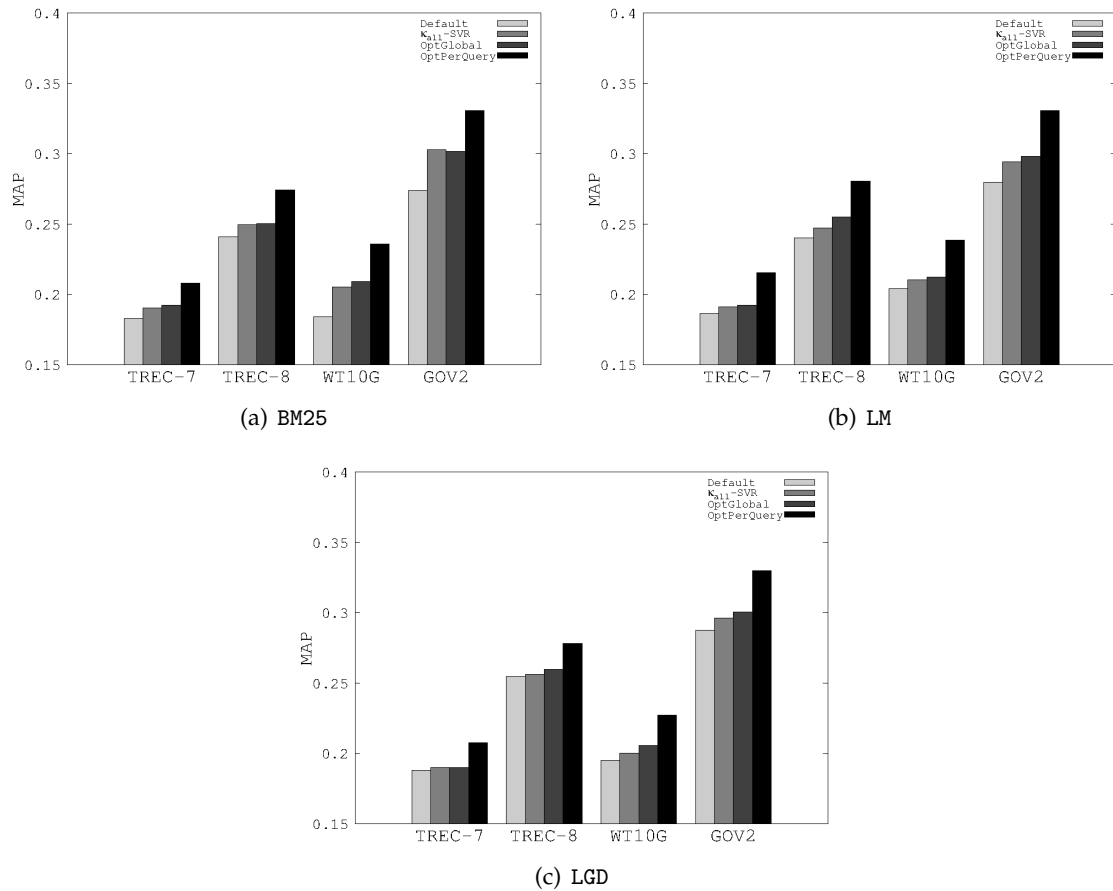 0.4
0.35
0.3
0.25
0.2
0.15
MAP
Default
κall-SVR
OptGlobal
OptPerQuery
TREC-7 TREC-8 WT10G GOV2
(a) BM25
0.4
0.35
0.3
0.25
0.2
0.15
MAP
Default
κall-SVR
OptGlobal
OptPerQuery
TREC-7 TREC-8 WT10G GOV2
(b) LM
0.4
0.35
0.3
0.25
0.2
0.15
MAP
Default
κall-SVR
OptGlobal
OptPerQuery
TREC-7 TREC-8 WT10G GOV2
(c) LGD